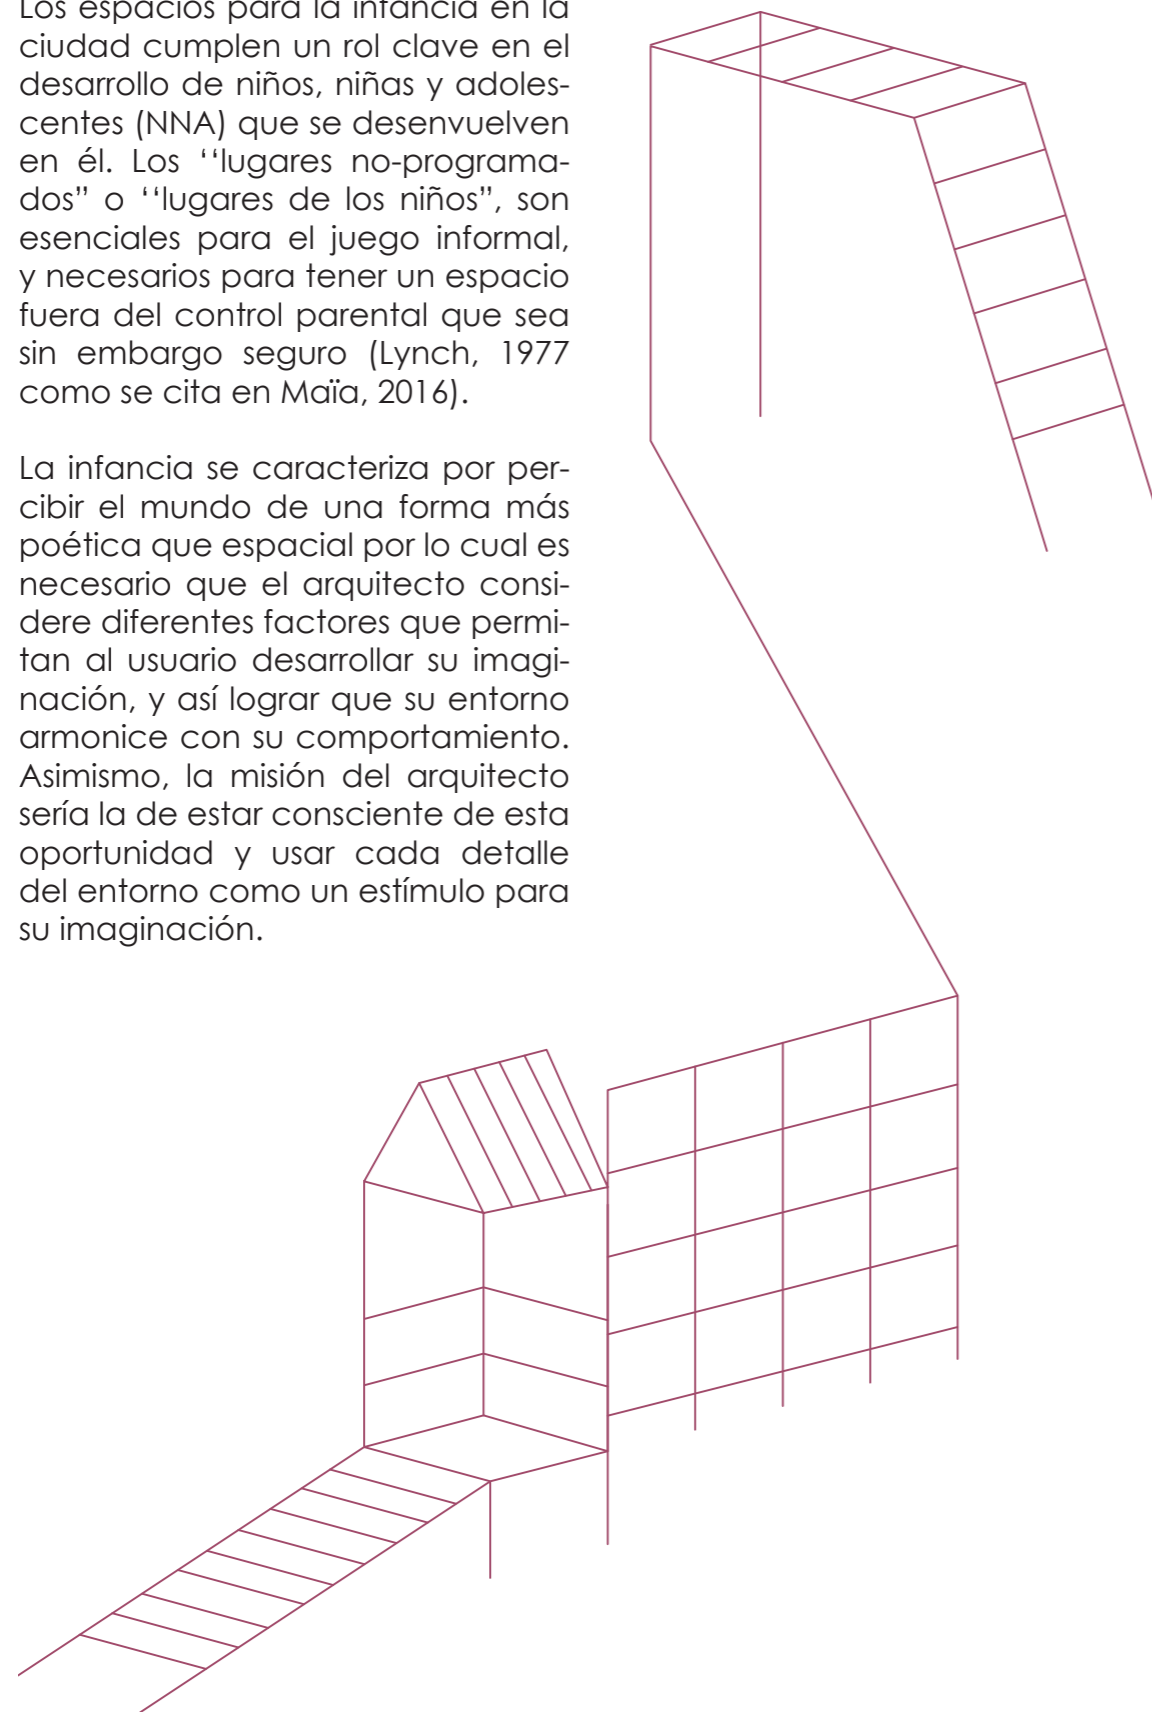 Los espacios para la infancia en la
ciudad cumplen un rol clave en el
desarrollo de niños, niñas y adoles-
centes (NNA) que se desenvuelven
en él. Los ‘‘lugares no-programa-
dos” o ‘‘lugares de los niños”, son
esenciales para el juego informal,
y necesarios para tener un espacio
fuera del control parental que sea
sin embargo seguro (Lynch, 1977
como se cita en Maïa, 2016).
La infancia se caracteriza por per-
cibir el mundo de una forma más
poética que espacial por lo cual es
necesario que el arquitecto consi-
dere diferentes factores que permi-
tan al usuario desarrollar su imagi-
nación, y así lograr que su entorno
armonice con su comportamiento.
Asimismo, la misión del arquitecto
sería la de estar consciente de esta
oportunidad y usar cada detalle
del entorno como un estímulo para
su imaginación.